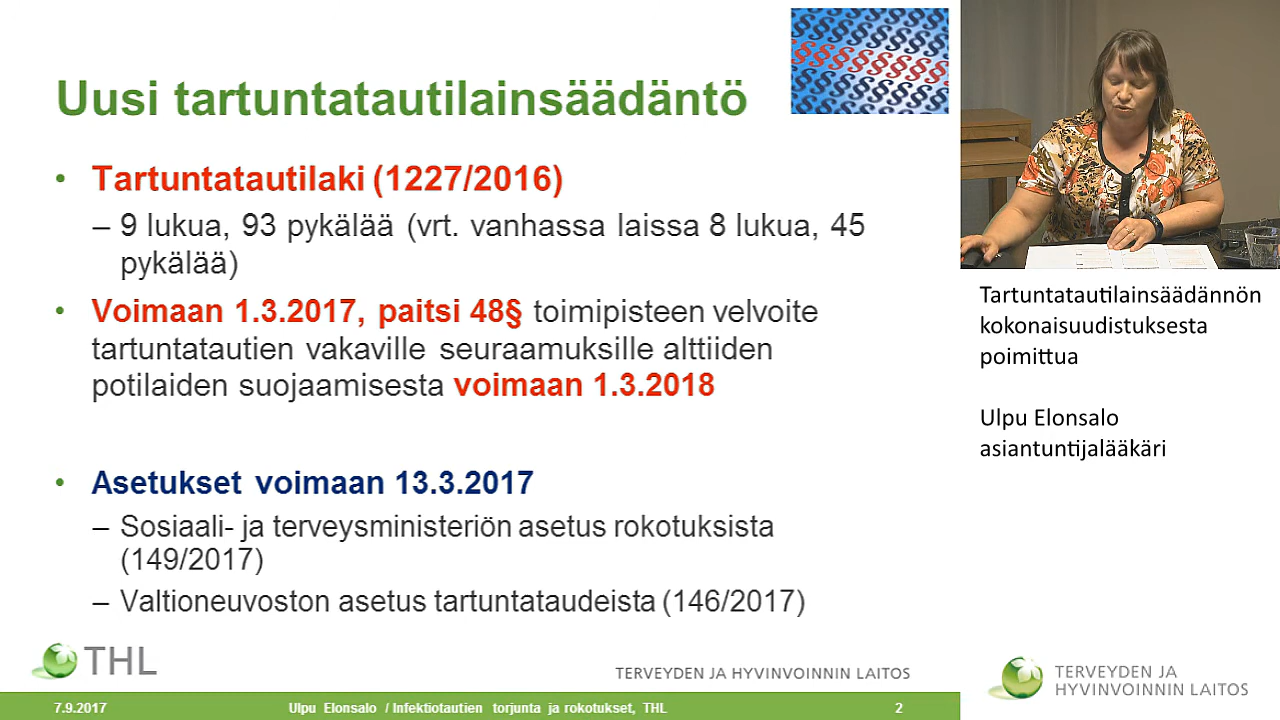 Uusi tartuntatautilainsäädäntö
• Tartuntatautilaki (1227/2016)
– 9 lukua, 93 pykälää (vrt. vanhassa laissa 8 lukua, 45
pykälää)
• Voimaan 1.3.2017, paitsi 48§ toimipisteen velvoite
tartuntatautien vakaville seuraamuksille alttiiden
potilaiden suojaamisesta voimaan 1.3.2018
• Asetukset voimaan 13.3.2017
– Sosiaali- ja terveysministeriön asetus rokotuksista
(149/2017)
– Valtioneuvoston asetus tartuntataudeista (146/2017)
THL
TERVEYDEN JA HYVINVOINNIN LAITOS
7.9.2017 Ulpu Elonsalo / Infektiotautien torjunta ja rokotukset, THL 2
Tartuntatautilainsäädännön
kokonaisuudistuksesta
poimittua
Ulpu Elonsalo
asiantuntijalääkäri
TERVEYDEN JA
HYVINVOINNIN LAITOS